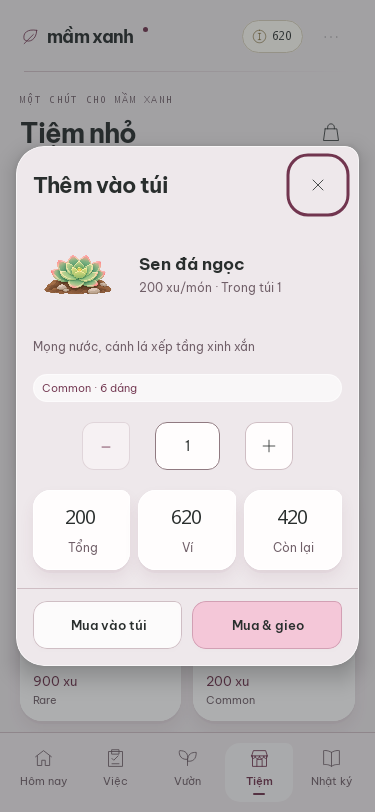 mầm xanh
620
MỘT CHÚT CHO MẦM XANH
Tiệm nhỏ
Thêm vào túi
Sen đá ngọc
200 xu/món · Trong túi 1
Mọng nước, cánh lá xếp tầng xinh xắn
Common · 6 dáng
−
1
+
200
620
420
Tổng
Ví
Còn lại
Mua vào túi
Mua & gieo
900 xu
200 xu
Rare
Common
Hôm nay
Việc
Vườn
Tiệm
Nhật ký